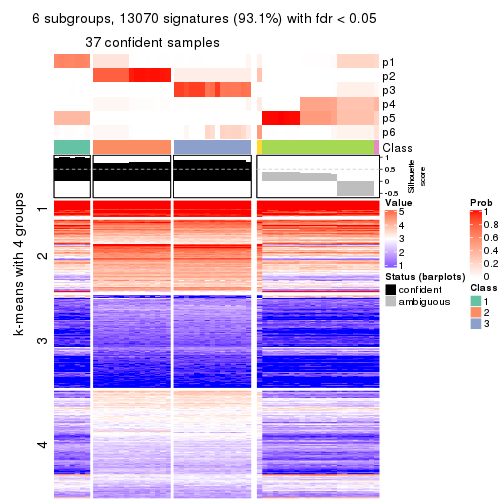 6 subgroups, 13070 signatures (93.1%) with fdr < 0.05
37 confident samples
p1
p2
p3
p4
p5
p6
Class
1
0.5
0
-0.5
Silhouette
score
k-means with 4 groups
1
2
3
4
Value
5
4
3
2
1
Status (barplots)
confident
ambiguous
Prob
1
0.8
0.6
0.4
0.2
0
Class
1
2
3